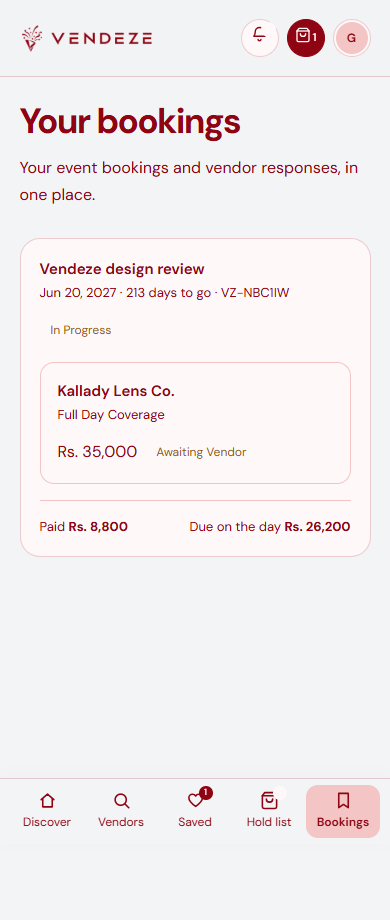 VENDEZE
1
G
Your bookings
Your event bookings and vendor responses, in
one place.
Vendeze design review
Jun 20, 2027 · 213 days to go · VZ-NBC1IW
In Progress
Kallady Lens Co.
Full Day Coverage
Rs. 35,000 Awaiting Vendor
Paid Rs. 8,800 Due on the day Rs. 26,200
1
Discover Vendors Saved Hold list Bookings